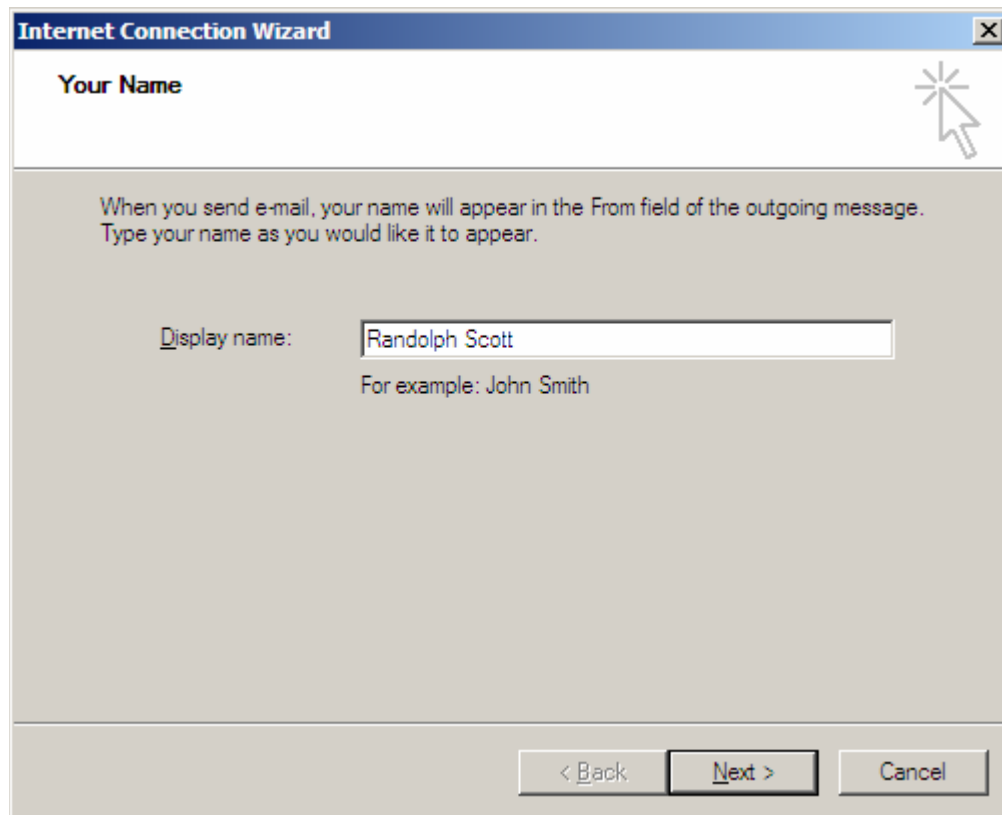 Internet Connection Wizard
Your Name
When you send e-mail, your name will appear in the From field of the outgoing message.
Type your name as you would like it to appear.
Display name: Randolph Scott
For example: John Smith
< Back Next > Cancel